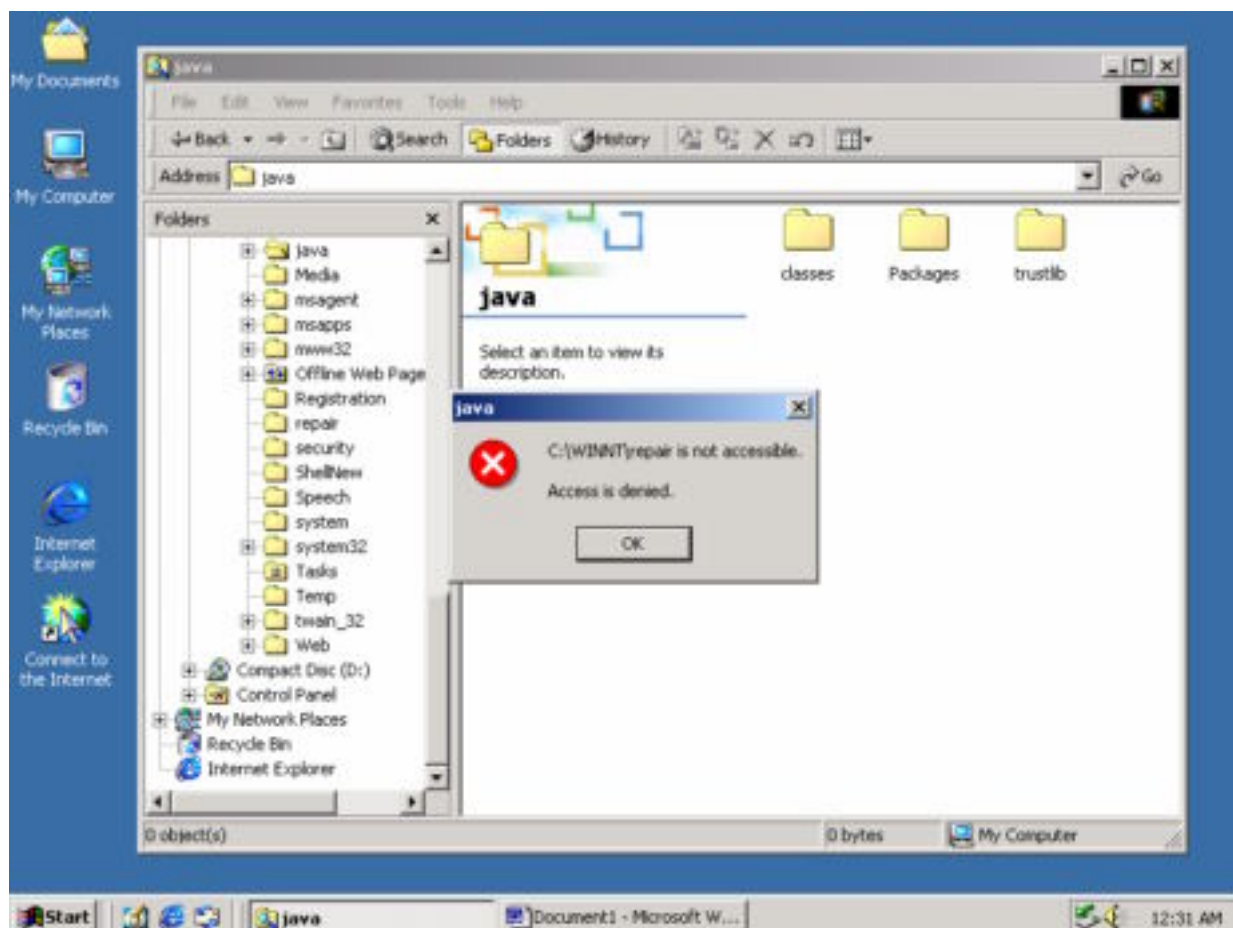 My Documents
My Computer
My Network
Places
Recycle Bin
Internet
Explorer
Connect to
the Internet
java
File Edit View Favorites Tools Help
Back Search Folders History
Address java Go
Folders
java
Media
msagent
msapps
mww32
Offline Web Page
Registration
repair
security
ShellNew
Speech
system
system32
Tasks
Temp
twain_32
Web
Compact Disc (D:)
Control Panel
My Network Places
Recycle Bin
Internet Explorer
java
Select an item to view its
description.
classes Packages trustlib
java
C:\WINNT\repair is not accessible.
Access is denied.
OK
0 object(s) 0 bytes My Computer
Start java Document1 - Microsoft W... 12:31 AM